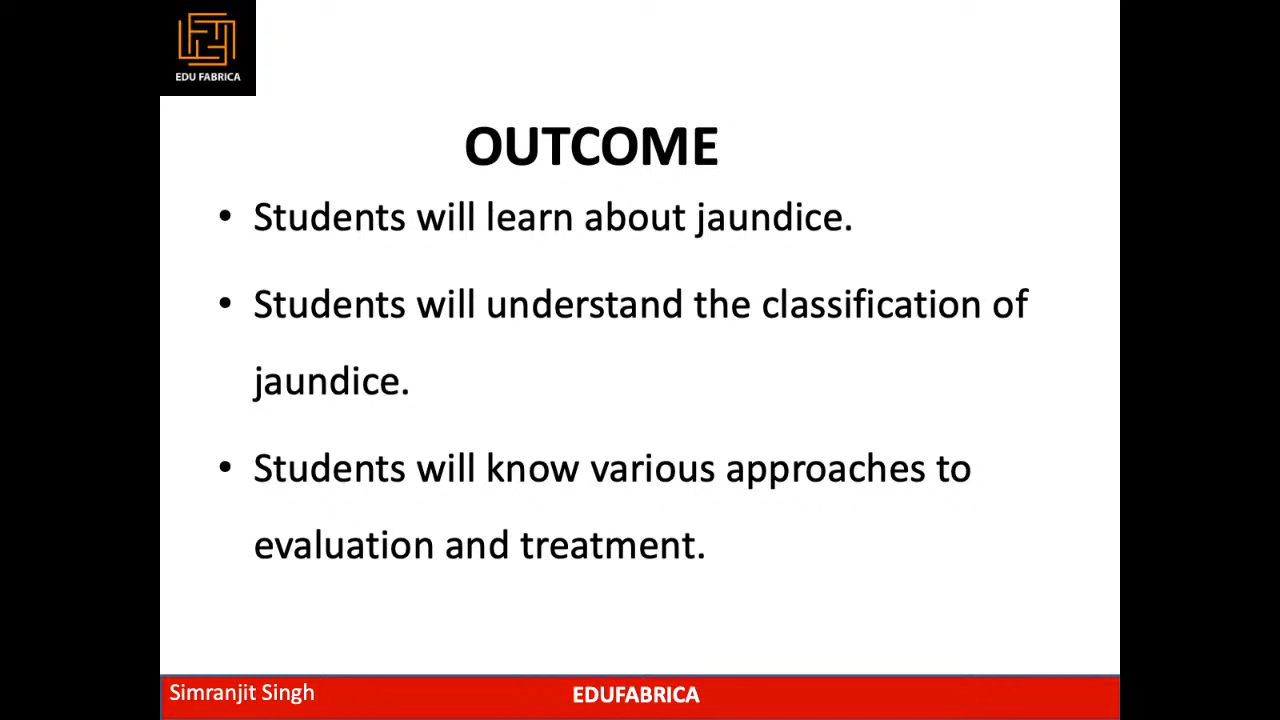 EDU FABRICA
OUTCOME
• Students will learn about jaundice.
• Students will understand the classification of
jaundice.
• Students will know various approaches to
evaluation and treatment.
Simranjit Singh
EDUFABRICA